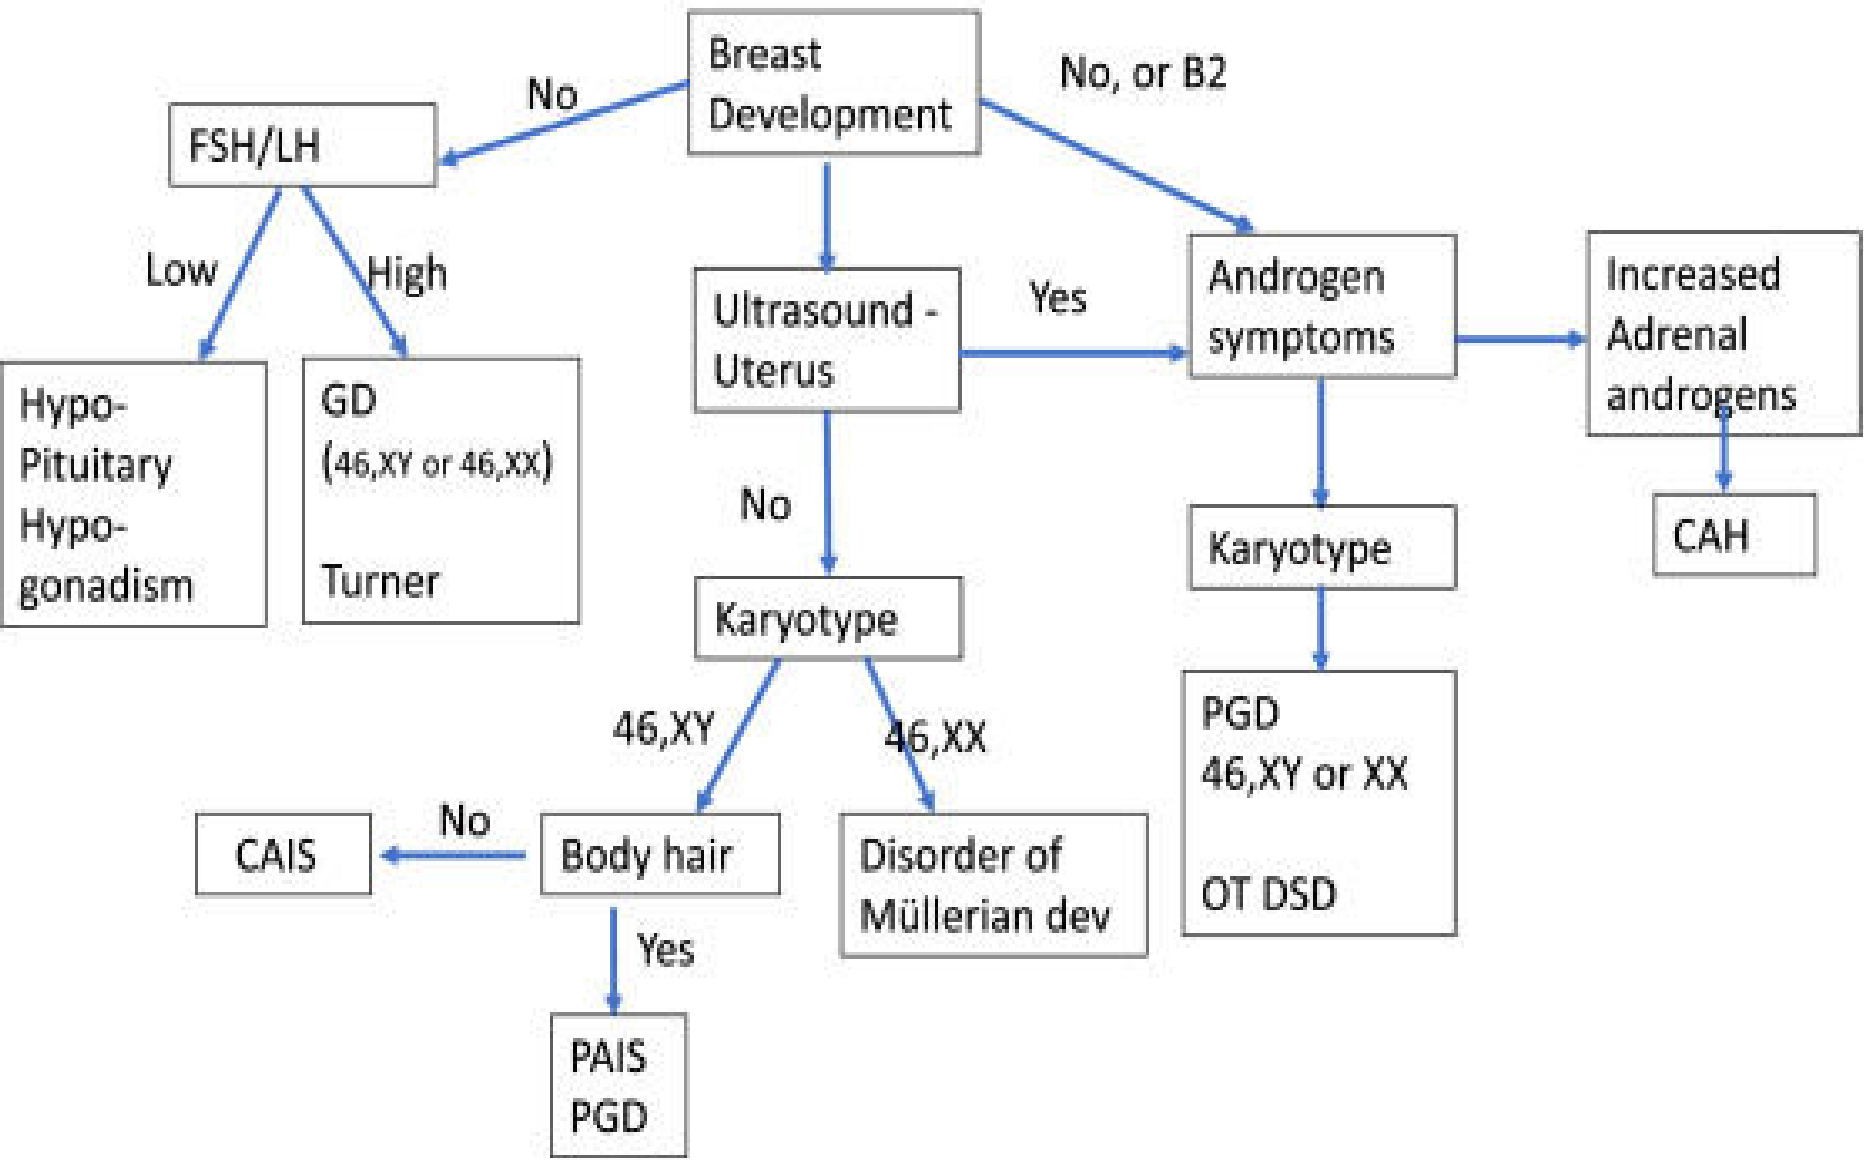 Breast
Development
No
No, or B2
FSH/LH
Low
High
Hypo-
Pituitary
Hypo-
gonadism
GD
(46,XY or 46,XX)
Turner
Ultrasound -
Uterus
Yes
Androgen
symptoms
Increased
Adrenal
androgens
CAH
No
Karyotype
Karyotype
46,XY
46,XX
PGD
46,XY or XX
OT DSD
CAIS
No
Body hair
Disorder of
Müllerian dev
Yes
PAIS
PGD